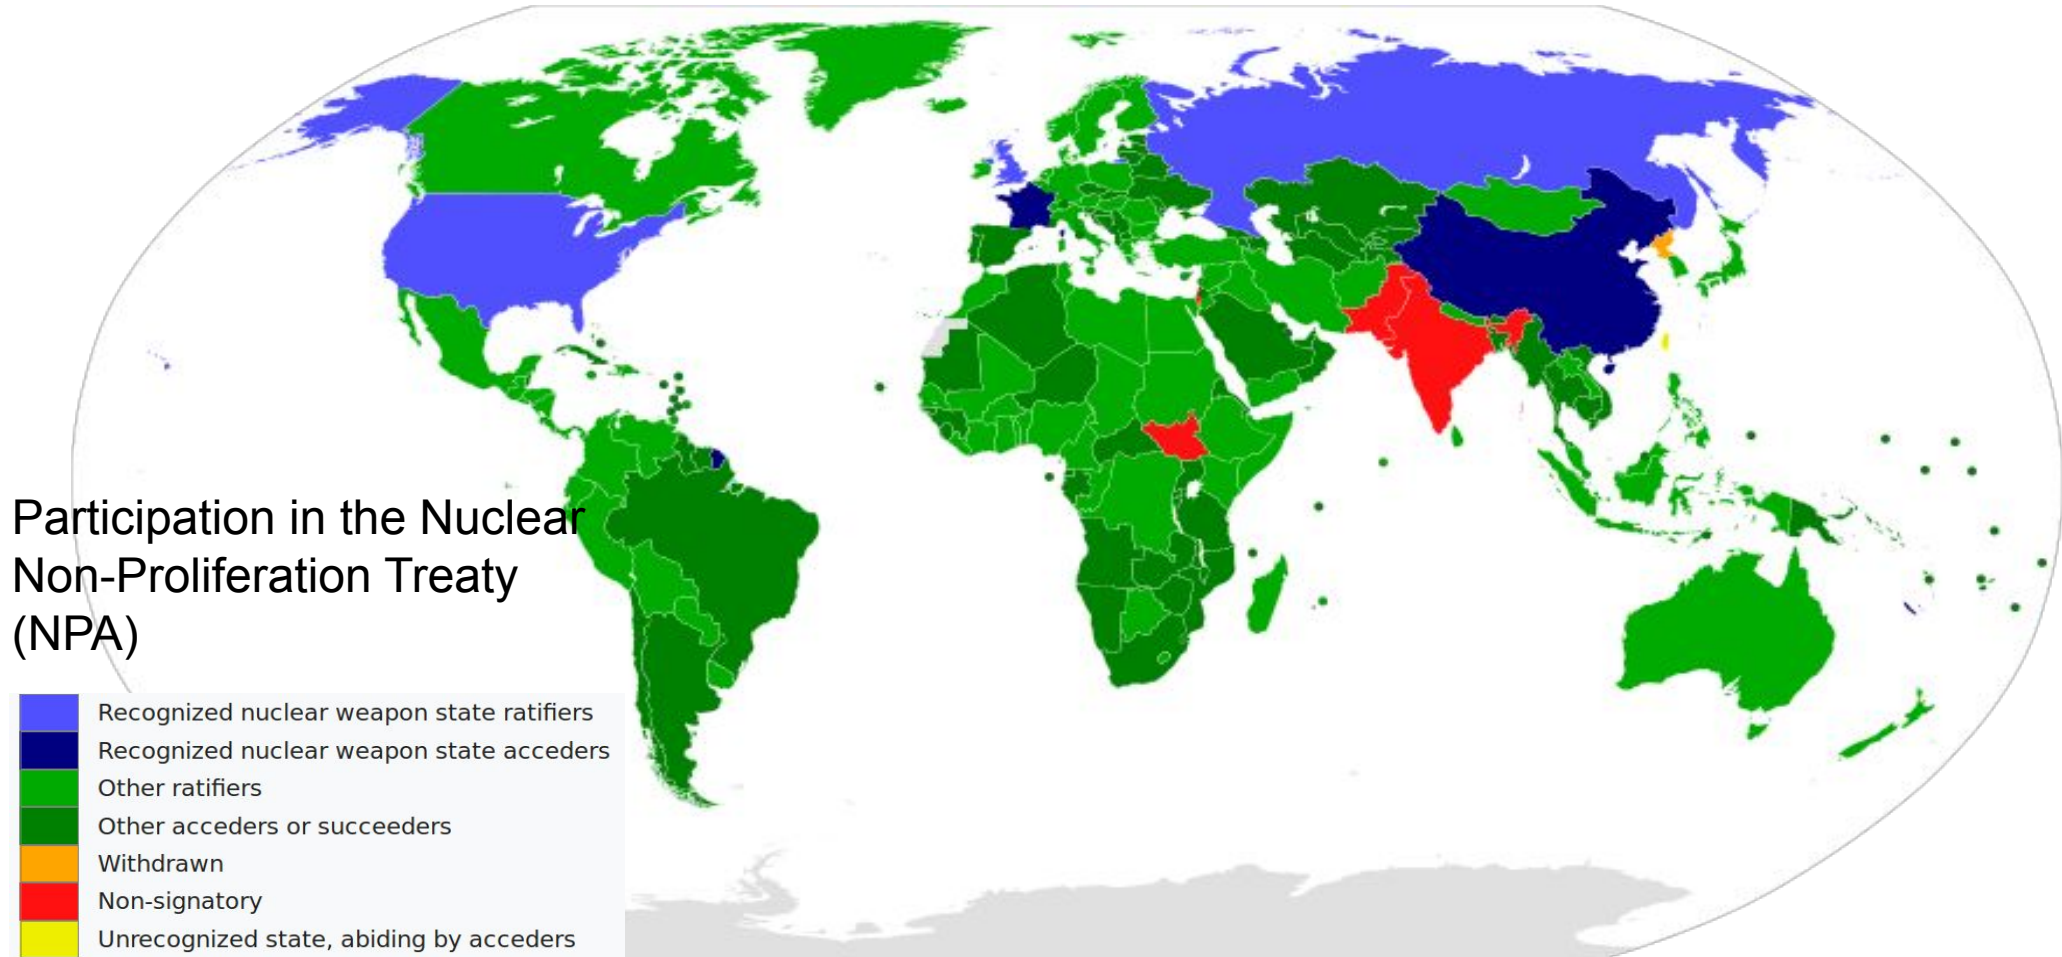 Participation in the Nuclear
Non-Proliferation Treaty
(NPA)
Recognized nuclear weapon state ratifiers
Recognized nuclear weapon state acceders
Other ratifiers
Other acceders or succeeders
Withdrawn
Non-signatory
Unrecognized state, abiding by acceders